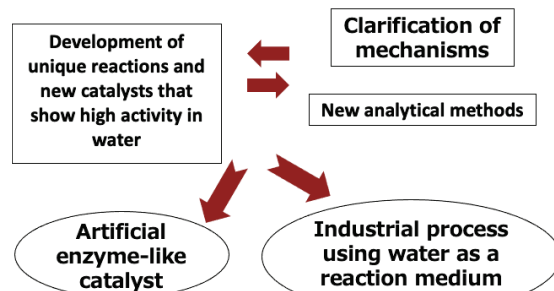 Development of
unique reactions and
new catalysts that
show high activity in
water
Clarification of
mechanisms
New analytical methods
Artificial
enzyme-like
catalyst
Industrial process
using water as a
reaction medium